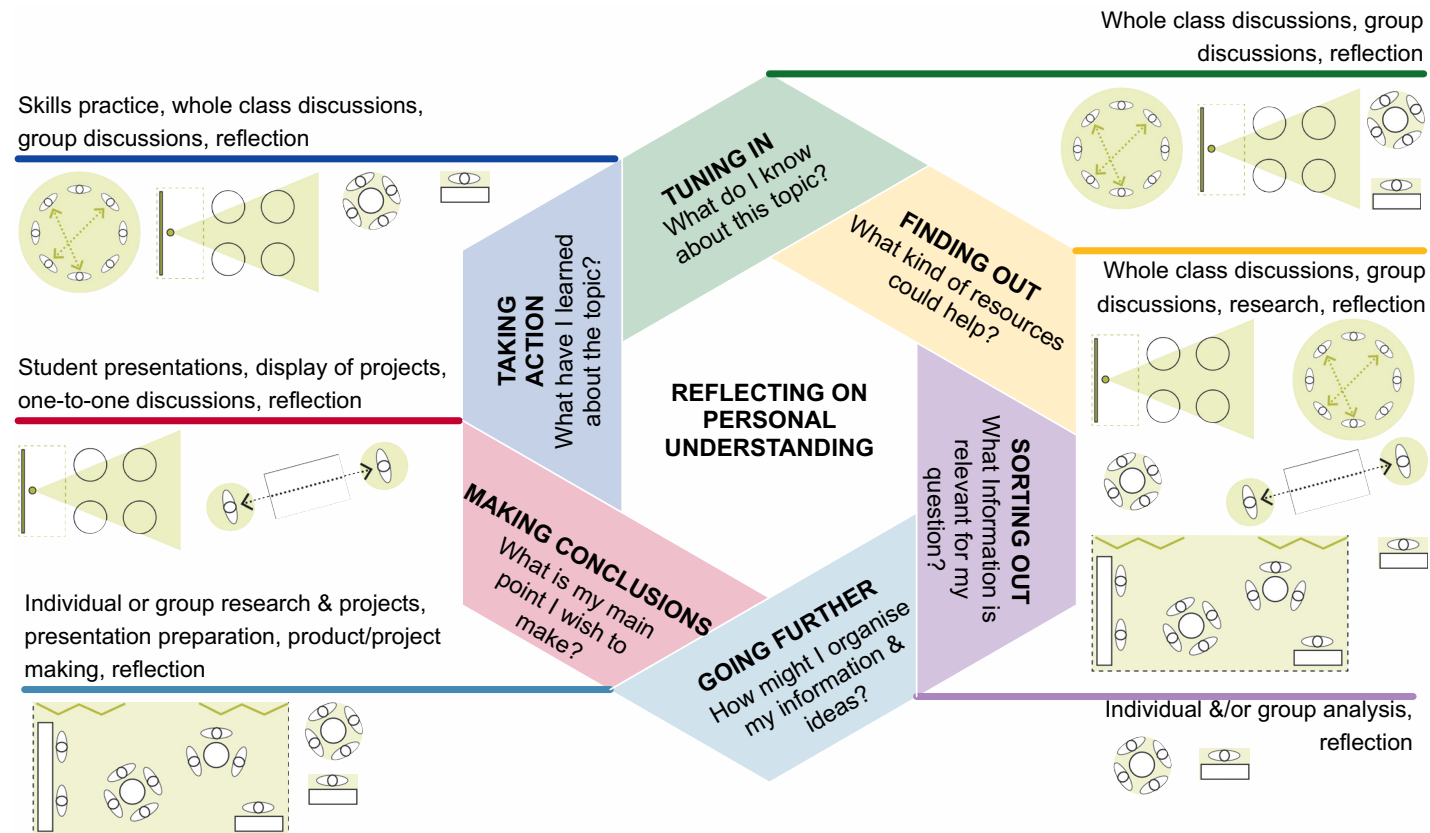 Whole class discussions, group
discussions, reflection
Skills practice, whole class discussions,
group discussions, reflection
TUNING IN
What do I know
about this topic?
FINDING OUT
What kind of resources
could help?
Whole class discussions, group
discussions, research, reflection
TAKING
ACTION
What have I learned
about the topic?
Student presentations, display of projects,
one-to-one discussions, reflection
REFLECTING ON
PERSONAL
UNDERSTANDING
SORTING OUT
What Information is
relevant for my
question?
MAKING CONCLUSIONS
What is my main
point I wish to
make?
GOING FURTHER
How might I organise
my information &
ideas?
Individual or group research & projects,
presentation preparation, product/project
making, reflection
Individual &/or group analysis,
reflection